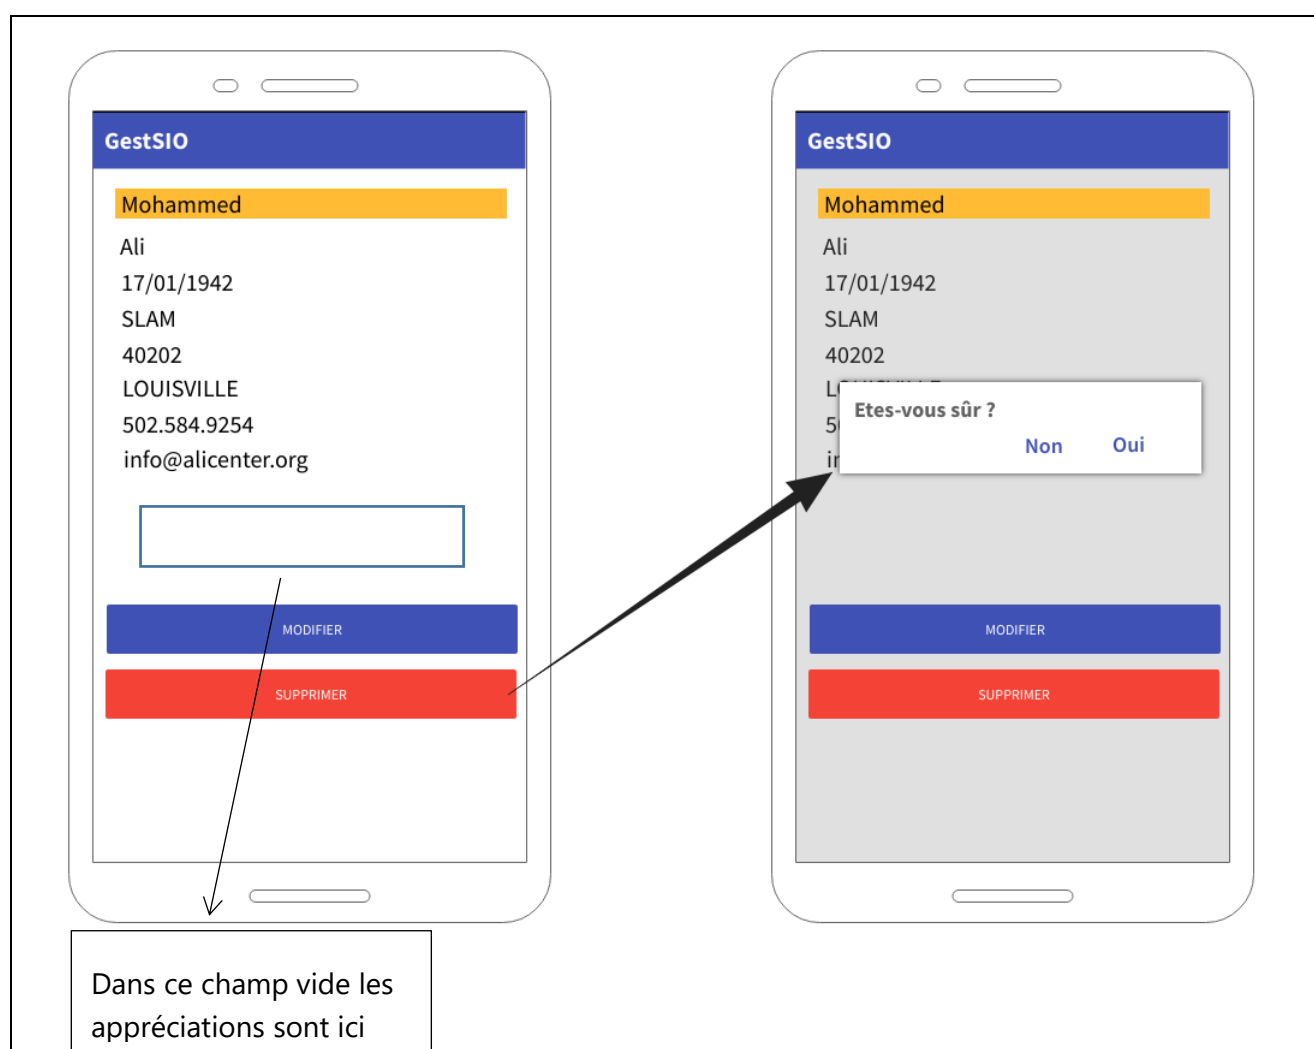 GestSIO
Mohammed
Ali
17/01/1942
SLAM
40202
LOUISVILLE
502.584.9254
info@alicenter.org
MODIFIER
SUPPRIMER
Dans ce champ vide les
appréciations sont ici
GestSIO
Mohammed
Ali
17/01/1942
SLAM
40202
Etes-vous sûr ?
Non Oui
MODIFIER
SUPPRIMER